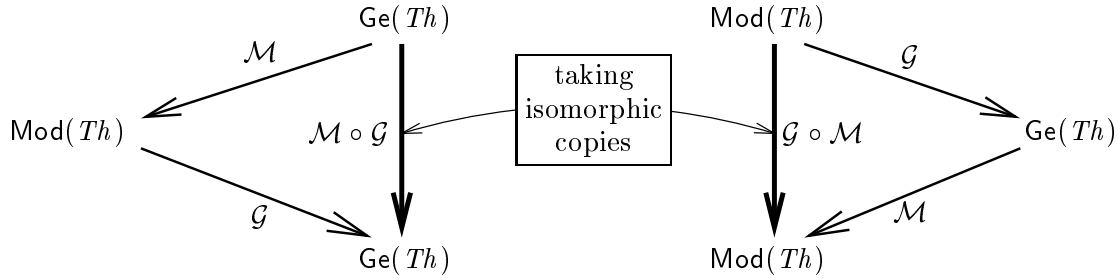 Ge(Th) Mod(Th)
ℳ 𝒢
taking
isomorphic
copies
Mod(Th) ℳ ∘ 𝒢 𝒢 ∘ ℳ Ge(Th)
𝒢 ℳ
Ge(Th) Mod(Th)